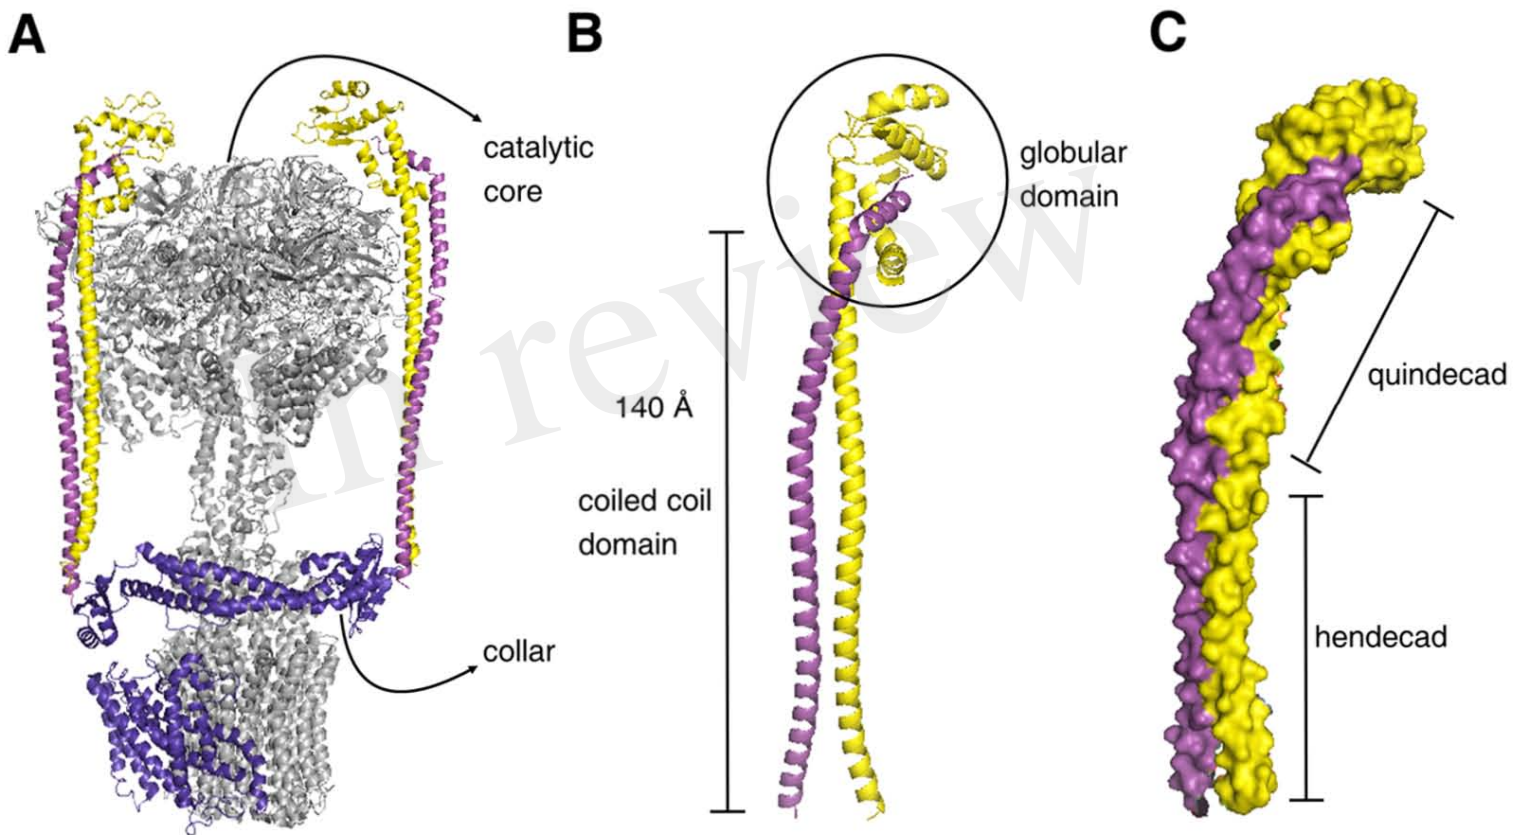 A
B
C
catalytic
core
globular
domain
In review
140 Å
quindecad
coiled coil
domain
hendecad
collar